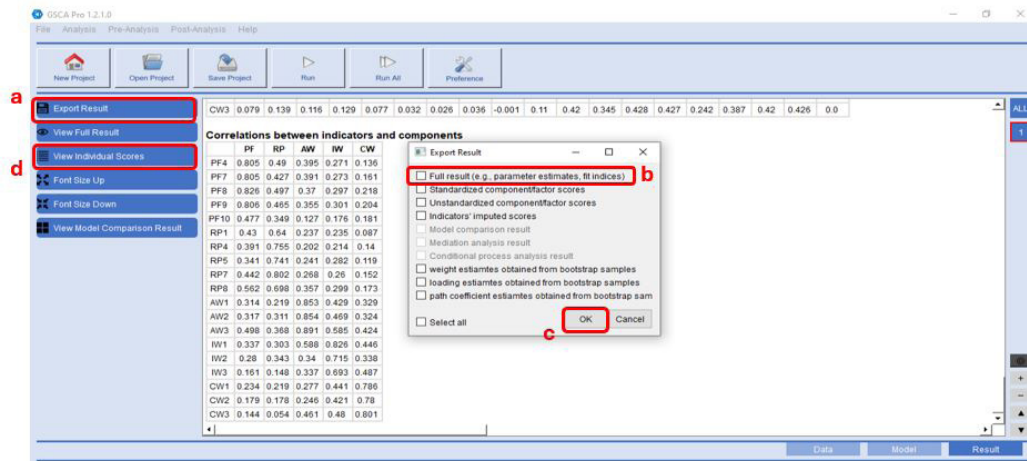 GSCA Pro 1.2.1.0
File Analysis Pre-Analysis Post-Analysis Help
New Project Open Project Save Project Run Run All Preference
a
Export Result
View Full Result
View Individual Scores
d
Font Size Up
Font Size Down
View Model Comparison Result
CW3 0.079 0.139 0.116 0.129 0.077 0.032 0.026 0.036 -0.001 0.11 0.42 0.345 0.428 0.427 0.242 0.387 0.42 0.426 0.0
Correlations between indicators and components
PF RP AW IW CW
PF4 0.805 0.49 0.395 0.271 0.136
PF7 0.805 0.427 0.391 0.273 0.161
PF8 0.826 0.497 0.37 0.297 0.218
PF9 0.806 0.465 0.355 0.301 0.204
PF10 0.477 0.349 0.127 0.176 0.181
RP1 0.43 0.64 0.237 0.235 0.087
RP4 0.391 0.755 0.202 0.214 0.14
RP5 0.341 0.741 0.241 0.282 0.119
RP7 0.442 0.802 0.268 0.26 0.152
RP8 0.562 0.698 0.357 0.299 0.173
AW1 0.314 0.219 0.853 0.429 0.329
AW2 0.317 0.311 0.854 0.469 0.324
AW3 0.498 0.368 0.891 0.585 0.424
IW1 0.337 0.303 0.588 0.826 0.446
IW2 0.28 0.343 0.34 0.715 0.338
IW3 0.161 0.148 0.337 0.693 0.487
CW1 0.234 0.219 0.277 0.441 0.786
CW2 0.179 0.178 0.246 0.421 0.78
CW3 0.144 0.054 0.461 0.48 0.801
Export Result
Full result (e.g., parameter estimates, fit indices)
b
Standardized component/factor scores
Unstandardized component/factor scores
Indicators' imputed scores
Model comparison result
Mediation analysis result
Conditional process analysis result
weight estiamtes obtained from bootstrap samples
loading estiamtes obtained from bootstrap samples
path coefficient estiamtes obtained from bootstrap sam
Select all
OK Cancel
c
ALL
1
+
−
▲
▼
Data Model Result